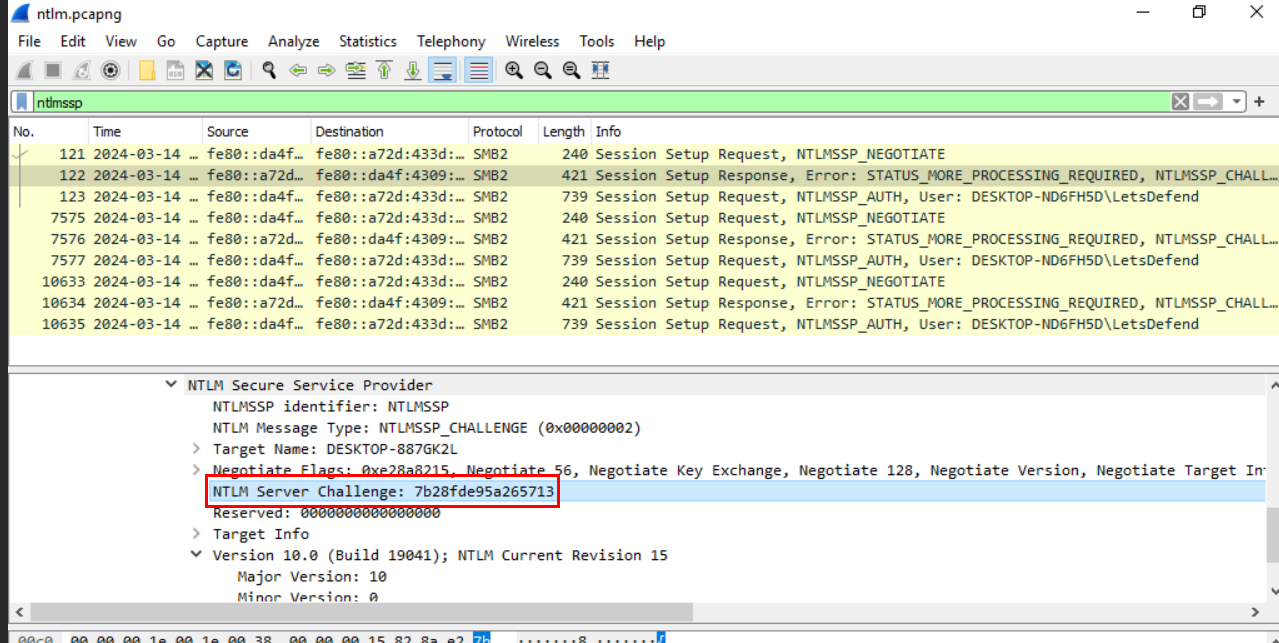 ntlm.pcapng
File Edit View Go Capture Analyze Statistics Telephony Wireless Tools Help
ntlmssp
No. Time Source Destination Protocol Length Info
121 2024-03-14 … fe80::da4f… fe80::a72d:433d:… SMB2 240 Session Setup Request, NTLMSSP_NEGOTIATE
122 2024-03-14 … fe80::a72d… fe80::da4f:4309:… SMB2 421 Session Setup Response, Error: STATUS_MORE_PROCESSING_REQUIRED, NTLMSSP_CHALL…
123 2024-03-14 … fe80::da4f… fe80::a72d:433d:… SMB2 739 Session Setup Request, NTLMSSP_AUTH, User: DESKTOP-ND6FH5D\LetsDefend
7575 2024-03-14 … fe80::da4f… fe80::a72d:433d:… SMB2 240 Session Setup Request, NTLMSSP_NEGOTIATE
7576 2024-03-14 … fe80::a72d… fe80::da4f:4309:… SMB2 421 Session Setup Response, Error: STATUS_MORE_PROCESSING_REQUIRED, NTLMSSP_CHALL…
7577 2024-03-14 … fe80::da4f… fe80::a72d:433d:… SMB2 739 Session Setup Request, NTLMSSP_AUTH, User: DESKTOP-ND6FH5D\LetsDefend
10633 2024-03-14 … fe80::da4f… fe80::a72d:433d:… SMB2 240 Session Setup Request, NTLMSSP_NEGOTIATE
10634 2024-03-14 … fe80::a72d… fe80::da4f:4309:… SMB2 421 Session Setup Response, Error: STATUS_MORE_PROCESSING_REQUIRED, NTLMSSP_CHALL…
10635 2024-03-14 … fe80::da4f… fe80::a72d:433d:… SMB2 739 Session Setup Request, NTLMSSP_AUTH, User: DESKTOP-ND6FH5D\LetsDefend
NTLM Secure Service Provider
NTLMSSP identifier: NTLMSSP
NTLM Message Type: NTLMSSP_CHALLENGE (0x00000002)
Target Name: DESKTOP-887GK2L
Negotiate Flags: 0xe28a8215, Negotiate 56, Negotiate Key Exchange, Negotiate 128, Negotiate Version, Negotiate Target In
NTLM Server Challenge: 7b28fde95a265713
Reserved: 0000000000000000
Target Info
Version 10.0 (Build 19041); NTLM Current Revision 15
Major Version: 10
Minor Version: 0
00c0 00 00 00 1e 00 1e 00 38 00 00 00 15 82 8a e2 7b ·······8 ·······{